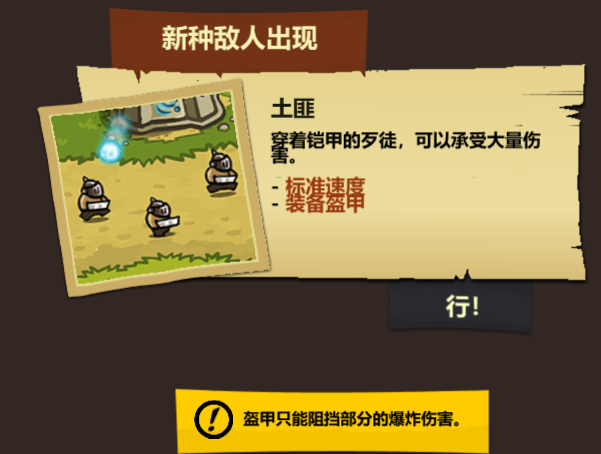 新种敌人出现
土匪
穿着铠甲的歹徒，可以承受大量伤
害。
- 标准速度
- 装备盔甲
行！
盔甲只能阻挡部分的爆炸伤害。